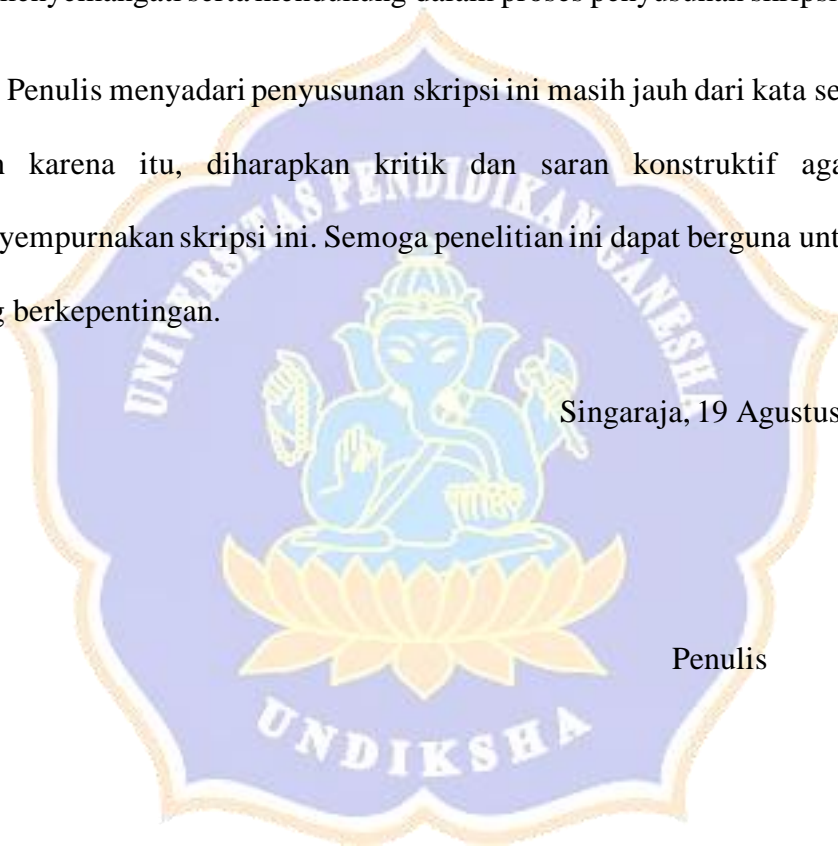 serta mendukung dalam proses penyusunan skripsi
Penulis menyadari penyusunan skripsi ini masih jauh dari kata se
karena itu, diharapkan kritik dan saran konstruktif aga
yempurnakan skripsi ini. Semoga penelitian ini dapat berguna unt
berkepentingan.
UNIVERSITAS PENDIDIKAN GANESHA
Singaraja, 19 Agustus
Penulis
UNDIKSHA